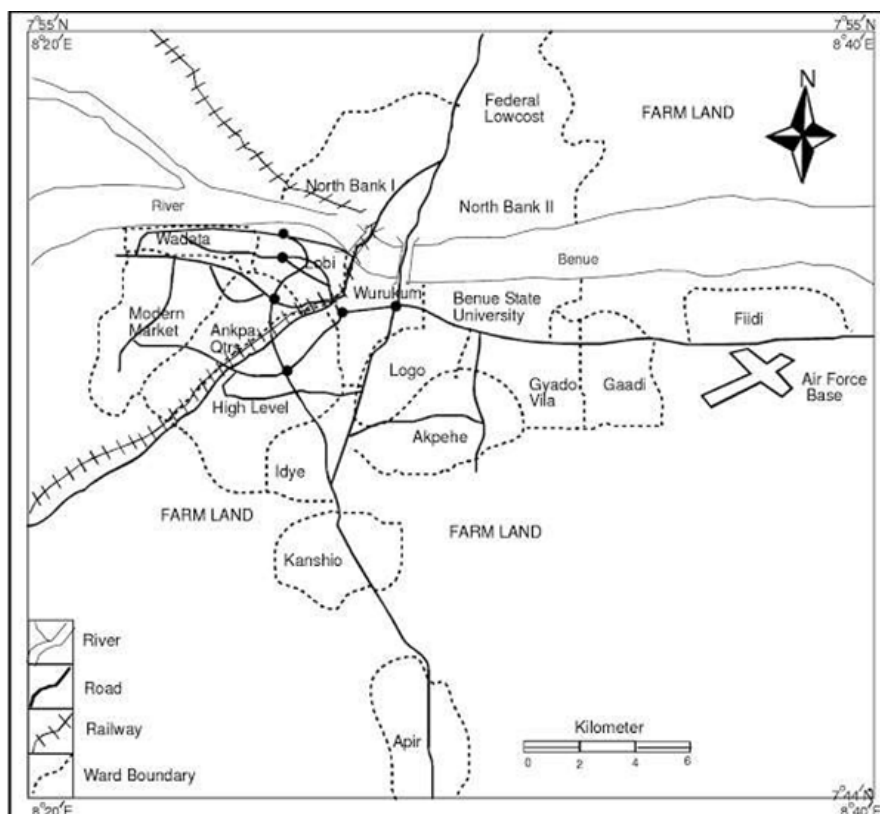 7°55′N
8°20′E
7°55′N
8°40′E
N
Federal
Lowcost
FARM LAND
North Bank I
River
North Bank II
Wadata
Lobi
Benue
Wurukum
Benue State
University
Modern
Market
Ankpa
Qtrs
Fiidi
Logo
Gyado
Vila
Gaadi
Air Force
Base
High Level
Akpehe
Idye
FARM LAND
FARM LAND
Kanshio
River
Road
Railway
Ward Boundary
Apir
Kilometer
0 2 4 6
8°20′E
7°44′N
8°40′E